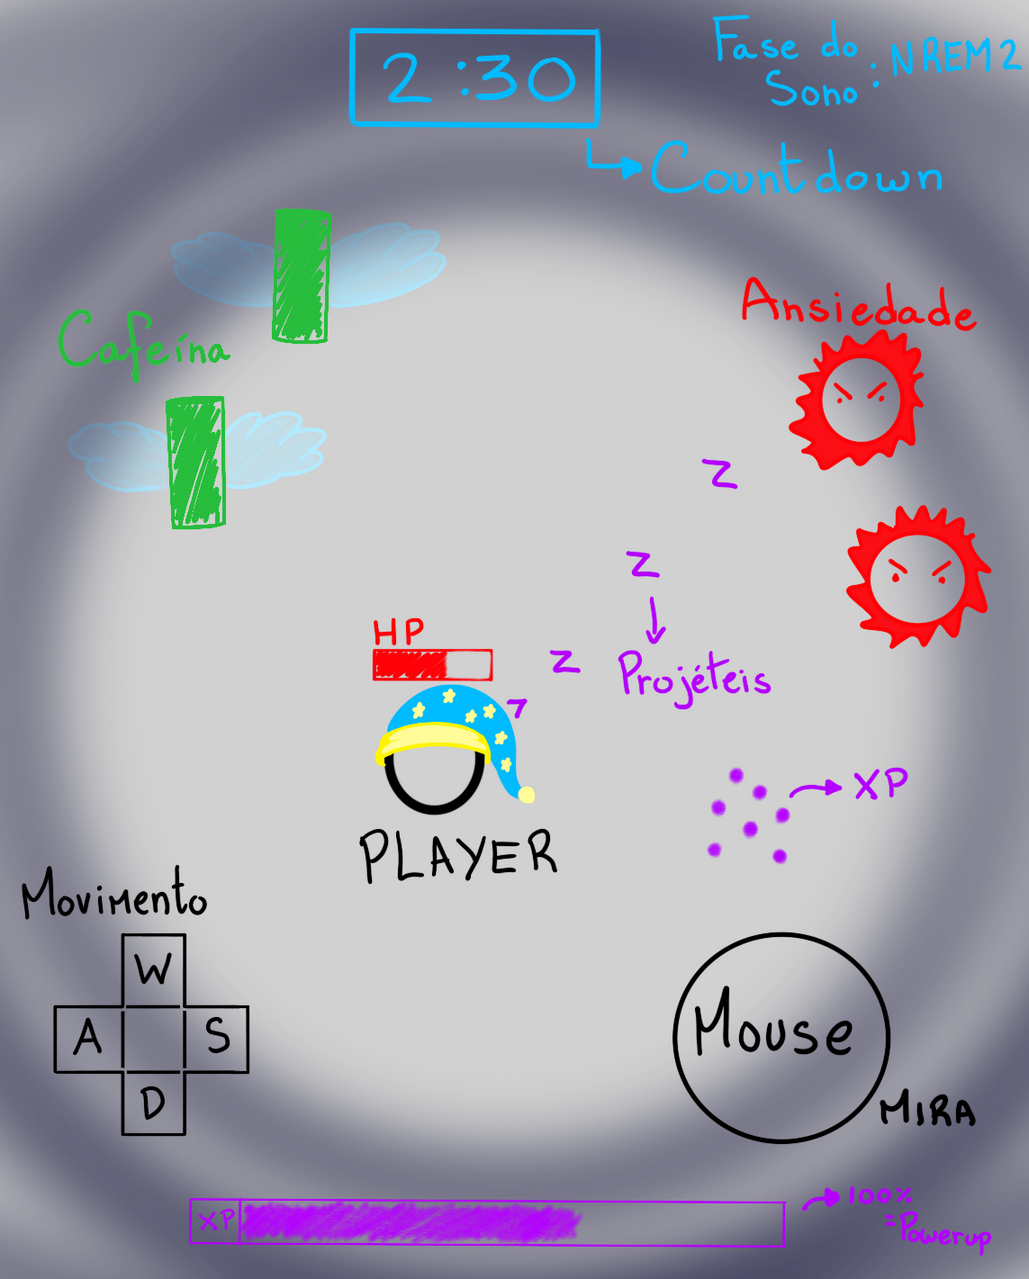 2:30
Fase do
Sono : NREM2
Countdown
Cafeína
Ansiedade
Z
Z
HP
Z
Projéteis
XP
PLAYER
Movimento
W
A S
D
Mouse
MIRA
XP
100%
=Powerup